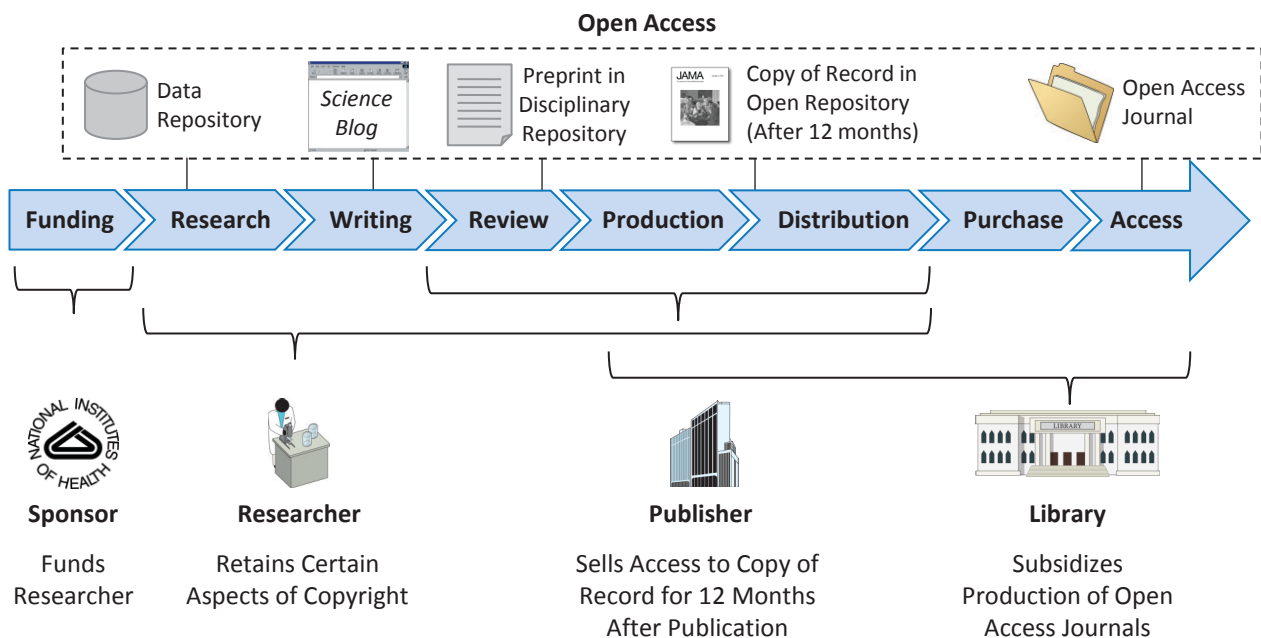 Open Access
Data
Repository
Science
Blog
Preprint in
Disciplinary
Repository
JAMA
Copy of Record in
Open Repository
(After 12 months)
Open Access
Journal
Funding
Research
Writing
Review
Production
Distribution
Purchase
Access
NATIONAL INSTITUTES
OF HEALTH
LIBRARY
Sponsor
Researcher
Publisher
Library
Funds
Researcher
Retains Certain
Aspects of Copyright
Sells Access to Copy of
Record for 12 Months
After Publication
Subsidizes
Production of Open
Access Journals